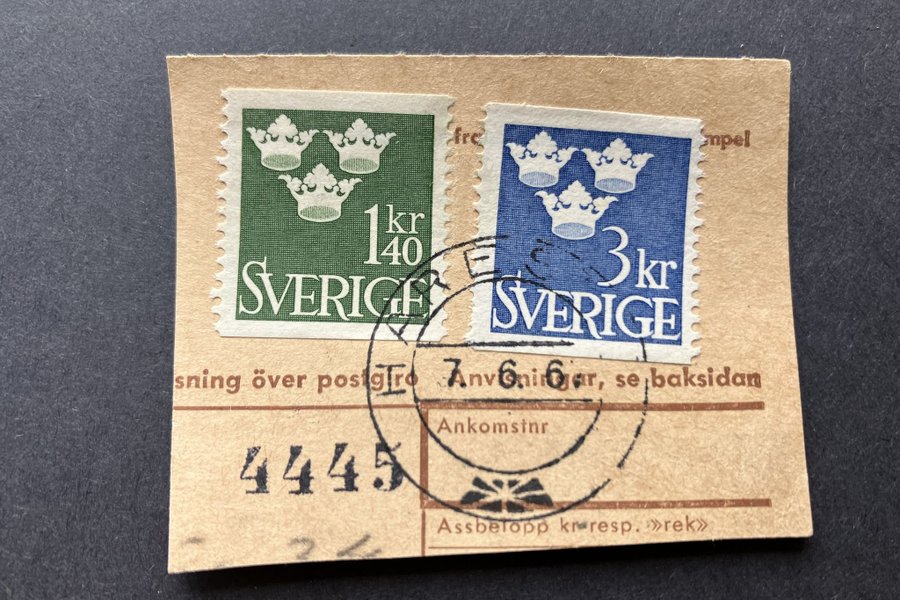 mpel
1 kr 40
SVERIGE
3 kr
SVERIGE
sning över postgiro Anvisningar, se baksidan
7. 6. 6
Ankomstnr
4445
Assbelopp kr resp. »rek»